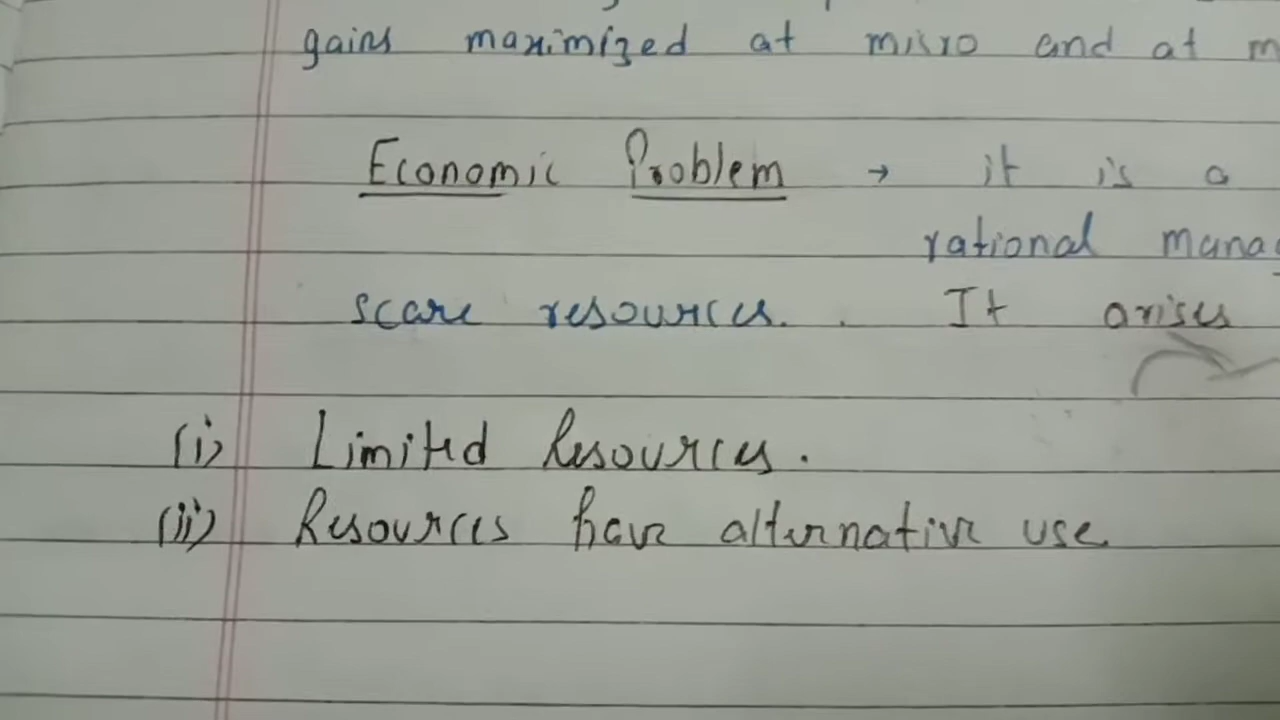 gains maximized at micro and at m
Economic Problem → it is a
rational manag
scare resources. It arises
(i) Limited Resources.
(ii) Resources have alternative use.